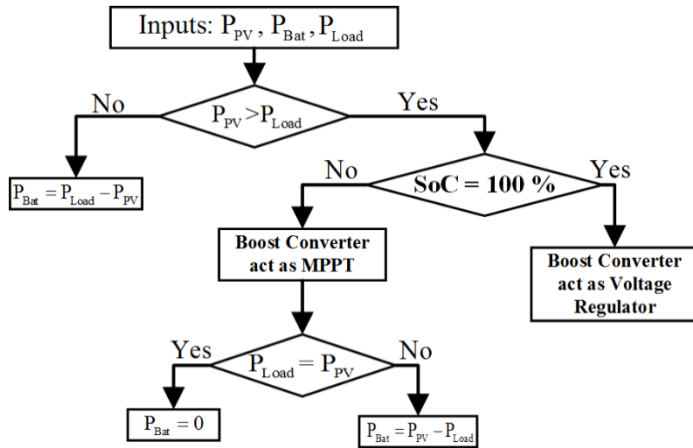 Inputs: P_PV , P_Bat , P_Load
No
Yes
P_PV >P_Load
P_Bat = P_Load − P_PV
No
Yes
SoC = 100 %
Boost Converter
act as MPPT
Boost Converter
act as Voltage
Regulator
Yes
No
P_Load = P_PV
P_Bat = 0
P_Bat = P_PV − P_Load